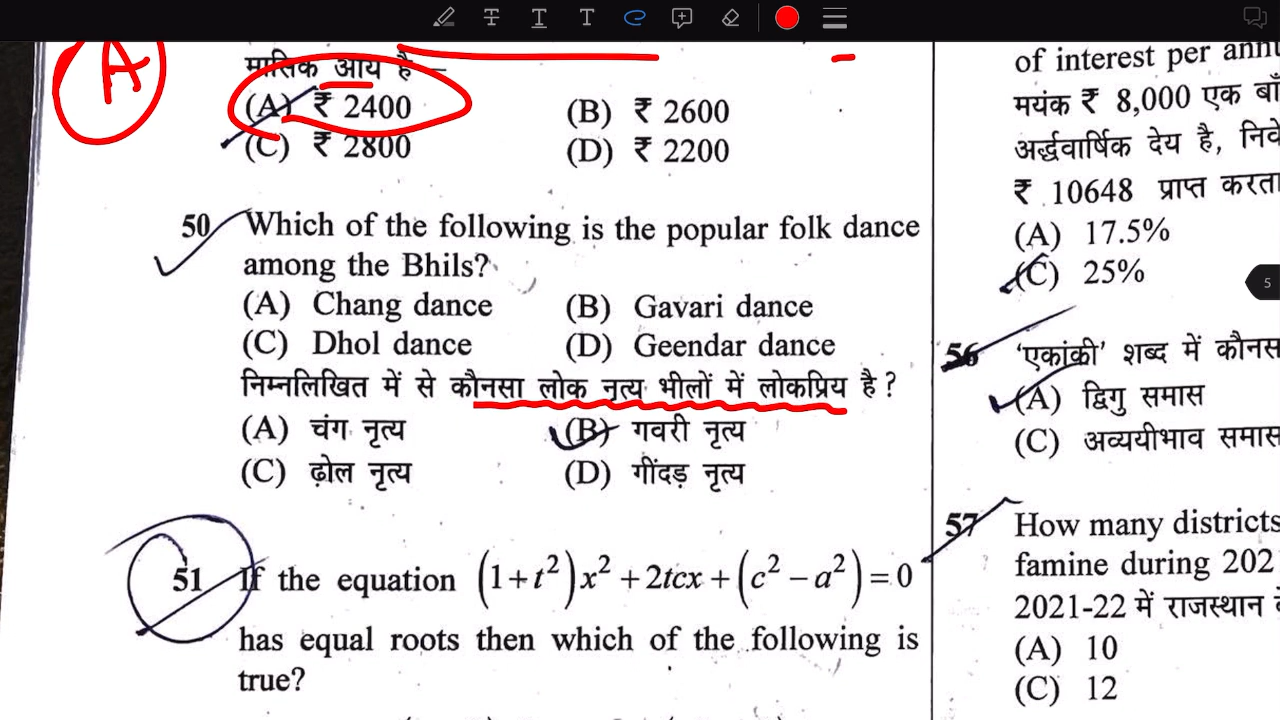 A
मासिक आय है –
(A) ₹ 2400 (B) ₹ 2600
(C) ₹ 2800 (D) ₹ 2200
50 Which of the following is the popular folk dance
among the Bhils?
(A) Chang dance (B) Gavari dance
(C) Dhol dance (D) Geendar dance
निम्नलिखित में से कौनसा लोक नृत्य भीलों में लोकप्रिय है?
(A) चंग नृत्य (B) गवरी नृत्य
(C) ढ़ोल नृत्य (D) गींदड़ नृत्य
51 If the equation (1+t²)x² + 2tcx + (c² – a²) = 0
has equal roots then which of the following is
true?
of interest per
मयंक ₹ 8,000 एक
अर्द्धवार्षिक देय है,
₹ 10648 प्राप्त करता
(A) 17.5%
(C) 25%
5
56 'एकांकी' शब्द में
(A) द्विगु समास
(C) अव्ययीभाव समास
57 How many districts
famine during
2021-22 में राजस्थान
(A) 10
(C) 12